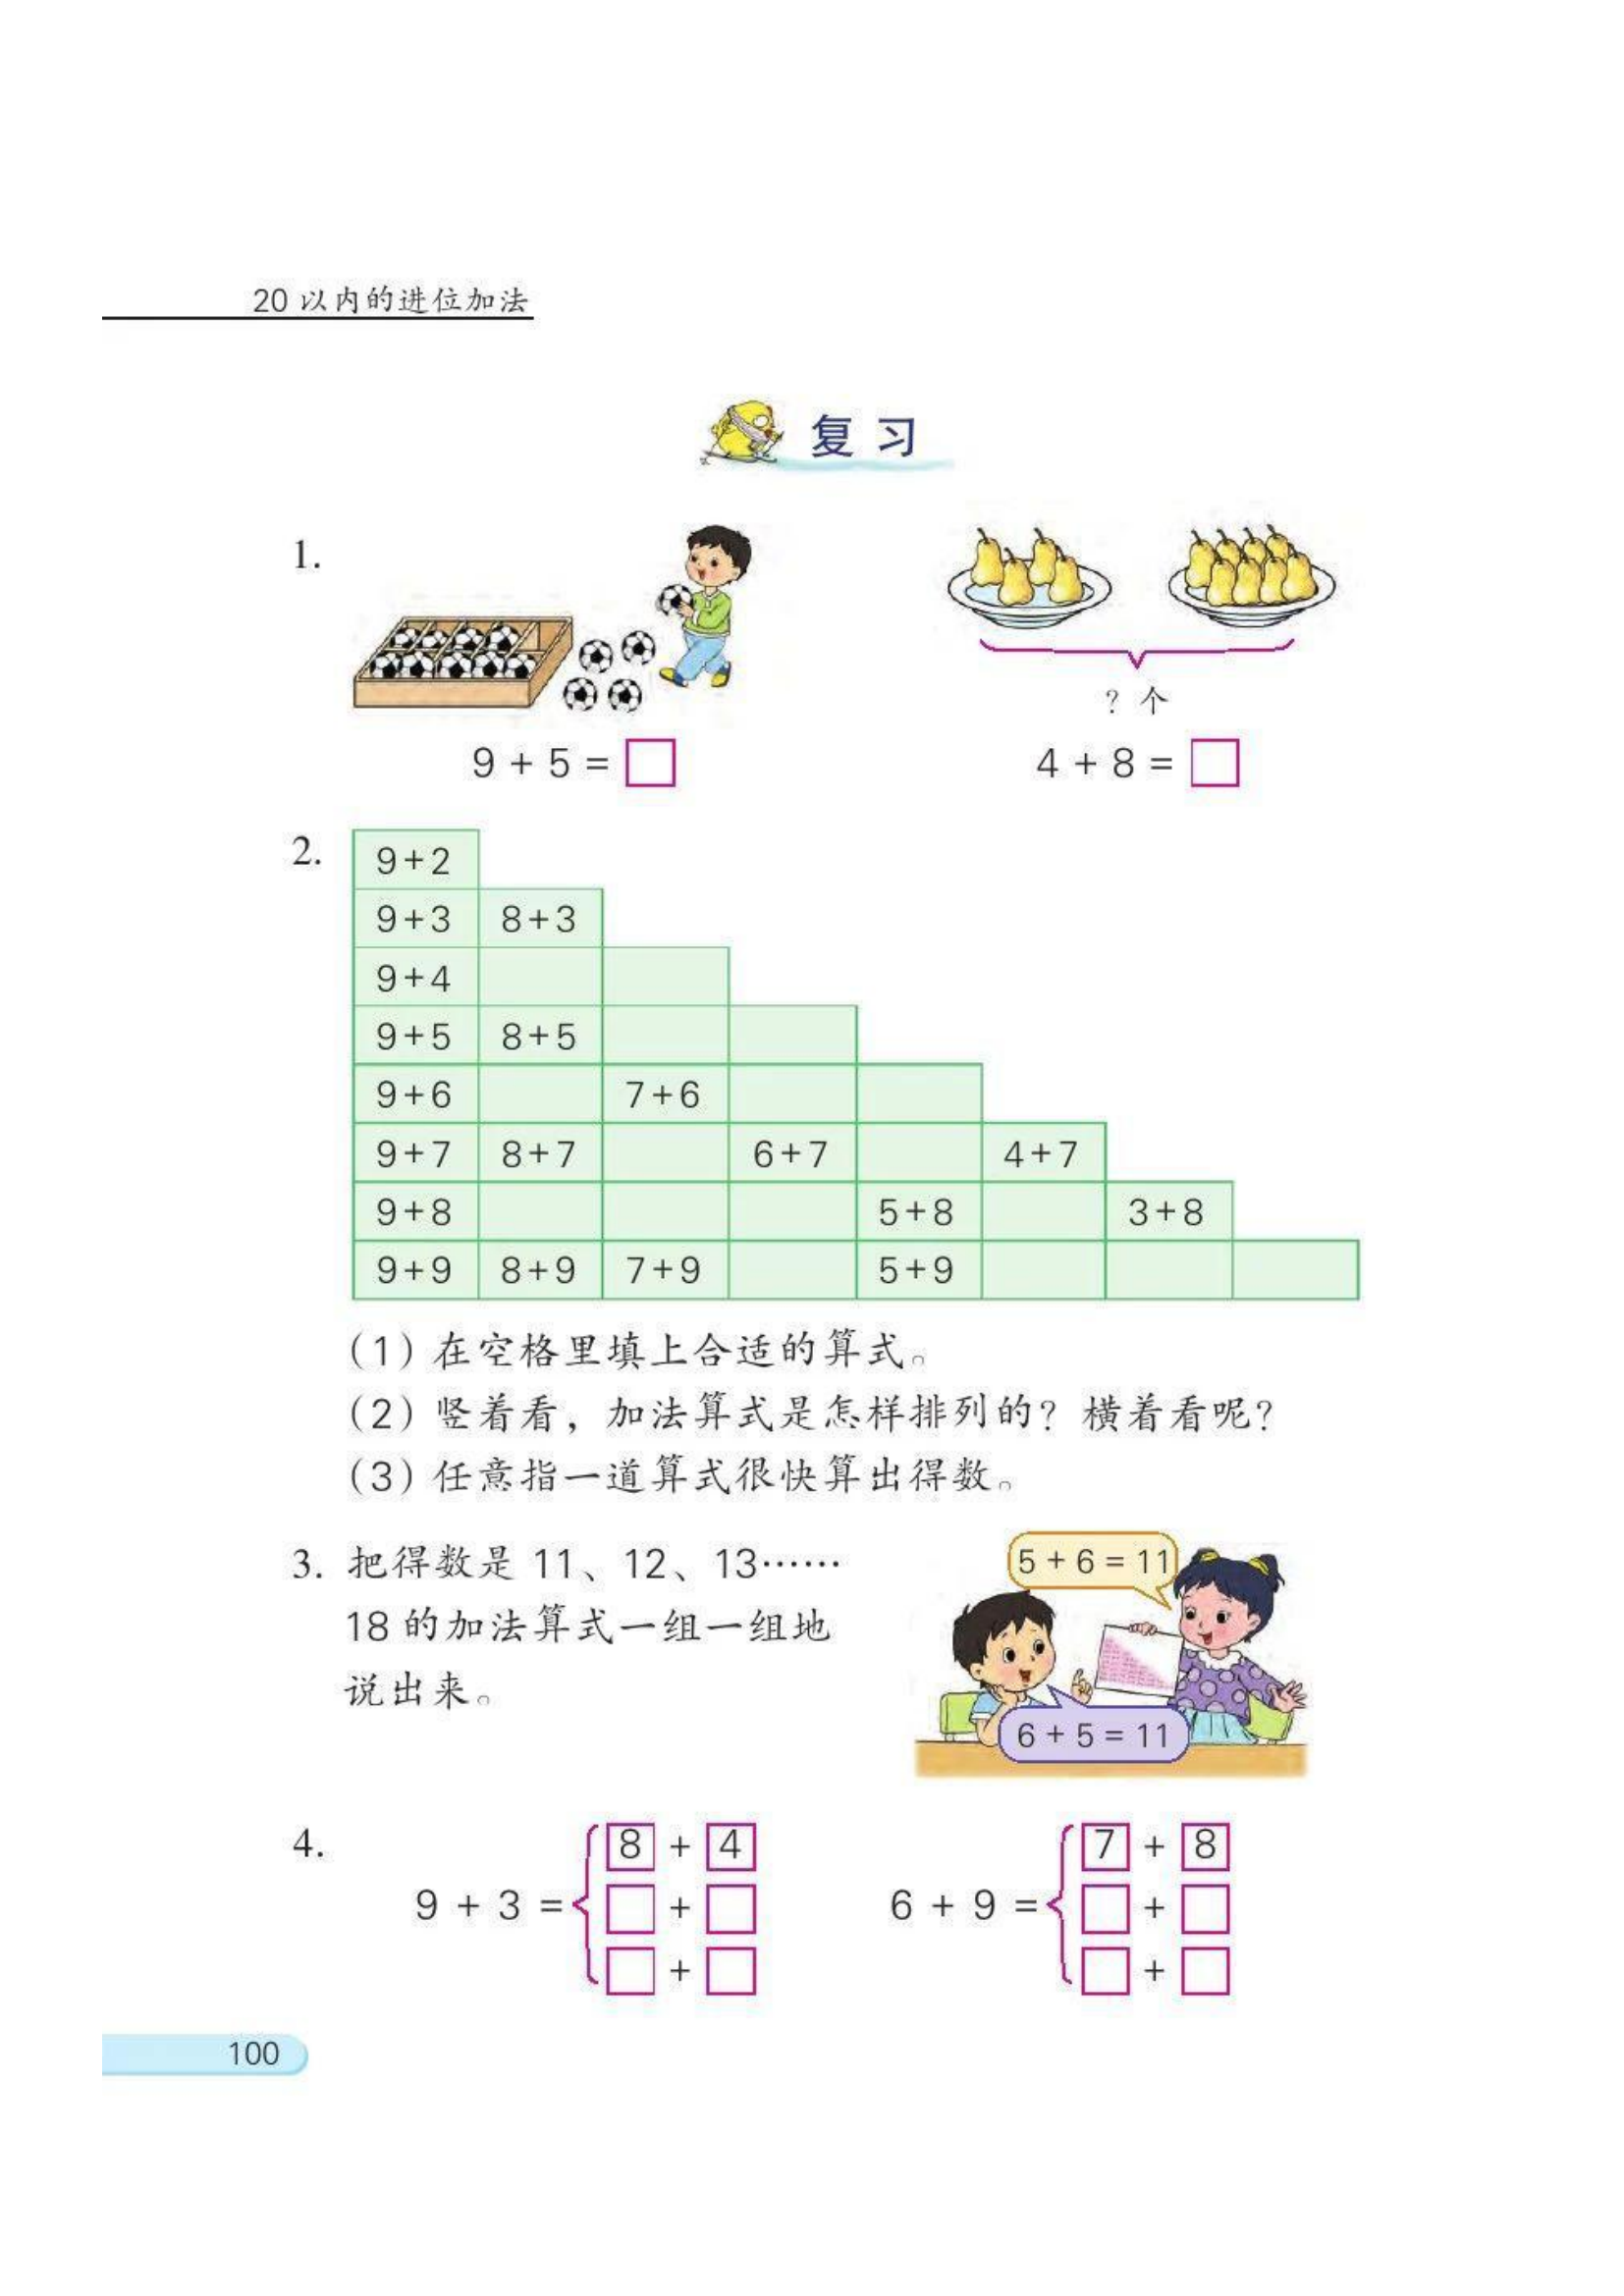 20 以内的进位加法
复习
1.
? 个
9 + 5 = □
4 + 8 = □
2.
9+2
9+3 8+3
9+4
9+5 8+5
9+6 7+6
9+7 8+7 6+7 4+7
9+8 5+8 3+8
9+9 8+9 7+9 5+9
(1) 在空格里填上合适的算式。
(2) 竖着看，加法算式是怎样排列的？横着看呢？
(3) 任意指一道算式很快算出得数。
3. 把得数是 11、12、13……
18 的加法算式一组一组地
说出来。
5 + 6 = 11
6 + 5 = 11
4.
8 + 4
7 + 8
9 + 3 = □ + □
6 + 9 = □ + □
□ + □
□ + □
100